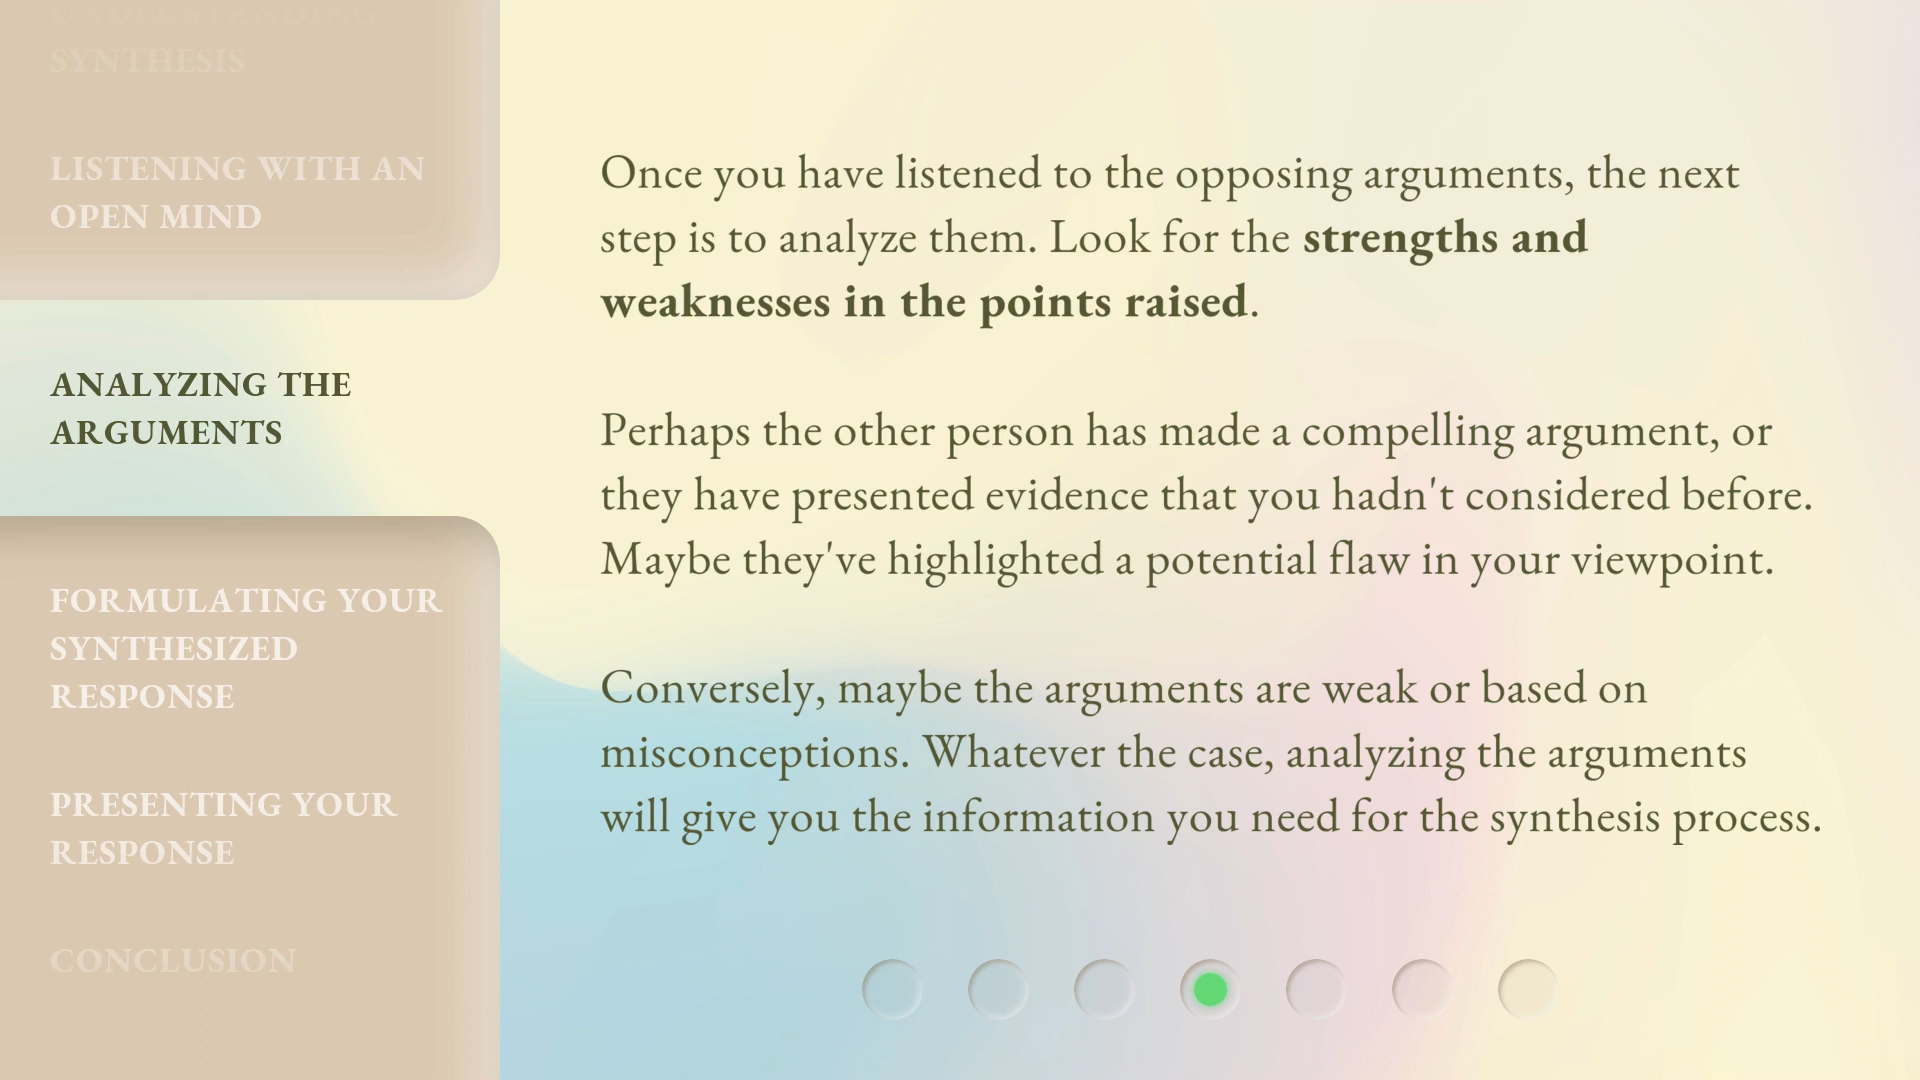 UNDERSTANDING
SYNTHESIS
LISTENING WITH AN
OPEN MIND
ANALYZING THE
ARGUMENTS
FORMULATING YOUR
SYNTHESIZED
RESPONSE
PRESENTING YOUR
RESPONSE
CONCLUSION
Once you have listened to the opposing arguments, the next
step is to analyze them. Look for the strengths and
weaknesses in the points raised.
Perhaps the other person has made a compelling argument, or
they have presented evidence that you hadn't considered before.
Maybe they've highlighted a potential flaw in your viewpoint.
Conversely, maybe the arguments are weak or based on
misconceptions. Whatever the case, analyzing the arguments
will give you the information you need for the synthesis process.